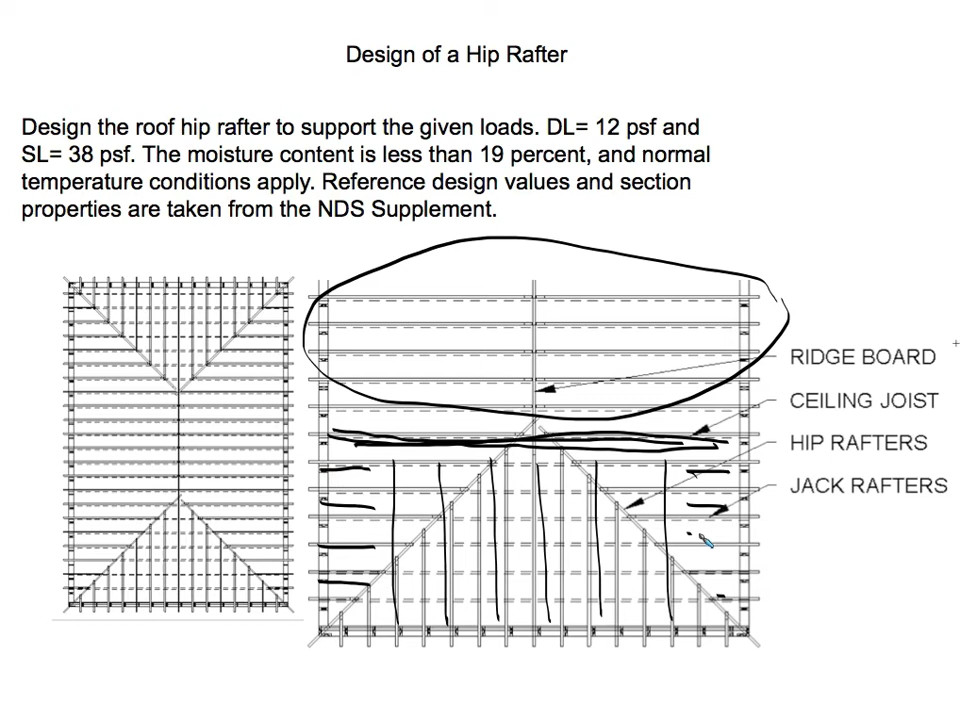 Design of a Hip Rafter
Design the roof hip rafter to support the given loads. DL= 12 psf and
SL= 38 psf. The moisture content is less than 19 percent, and normal
temperature conditions apply. Reference design values and section
properties are taken from the NDS Supplement.
RIDGE BOARD
CEILING JOIST
HIP RAFTERS
JACK RAFTERS